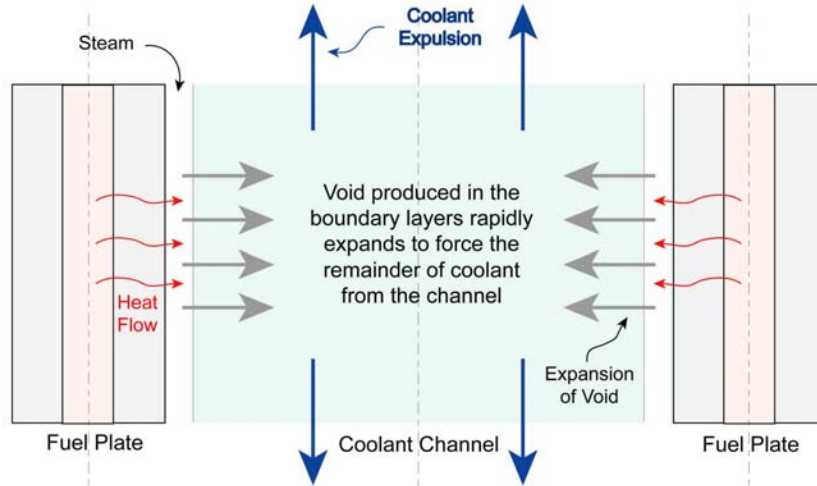 Coolant
Expulsion
Steam
Void produced in the
boundary layers rapidly
expands to force the
remainder of coolant
from the channel
Heat
Flow
Expansion
of Void
Fuel Plate
Coolant Channel
Fuel Plate